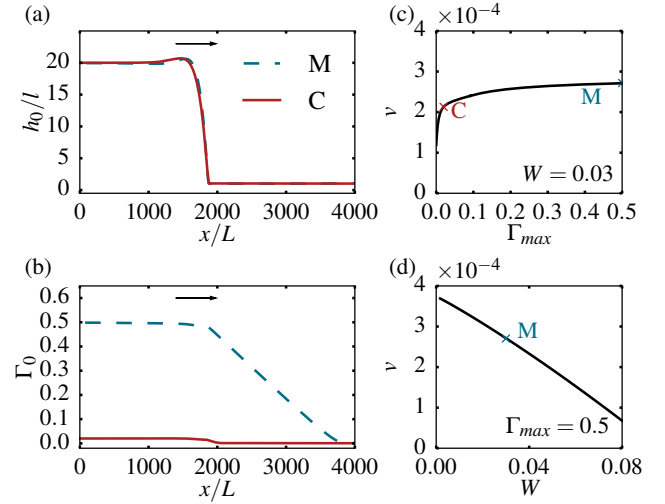 (a)
h₀/l
20
15
10
5
0
M
C
0 1000 2000 3000 4000
x/L
(c)
×10⁻⁴
v
4
3
2
1
0
C
M
W = 0.03
0.0 0.1 0.2 0.3 0.4 0.5
Γmax
(b)
Γ₀
0.6
0.5
0.4
0.3
0.2
0.1
0.0
0 1000 2000 3000 4000
x/L
(d)
×10⁻⁴
v
4
3
2
1
0
M
Γmax = 0.5
0.00 0.04 0.08
W